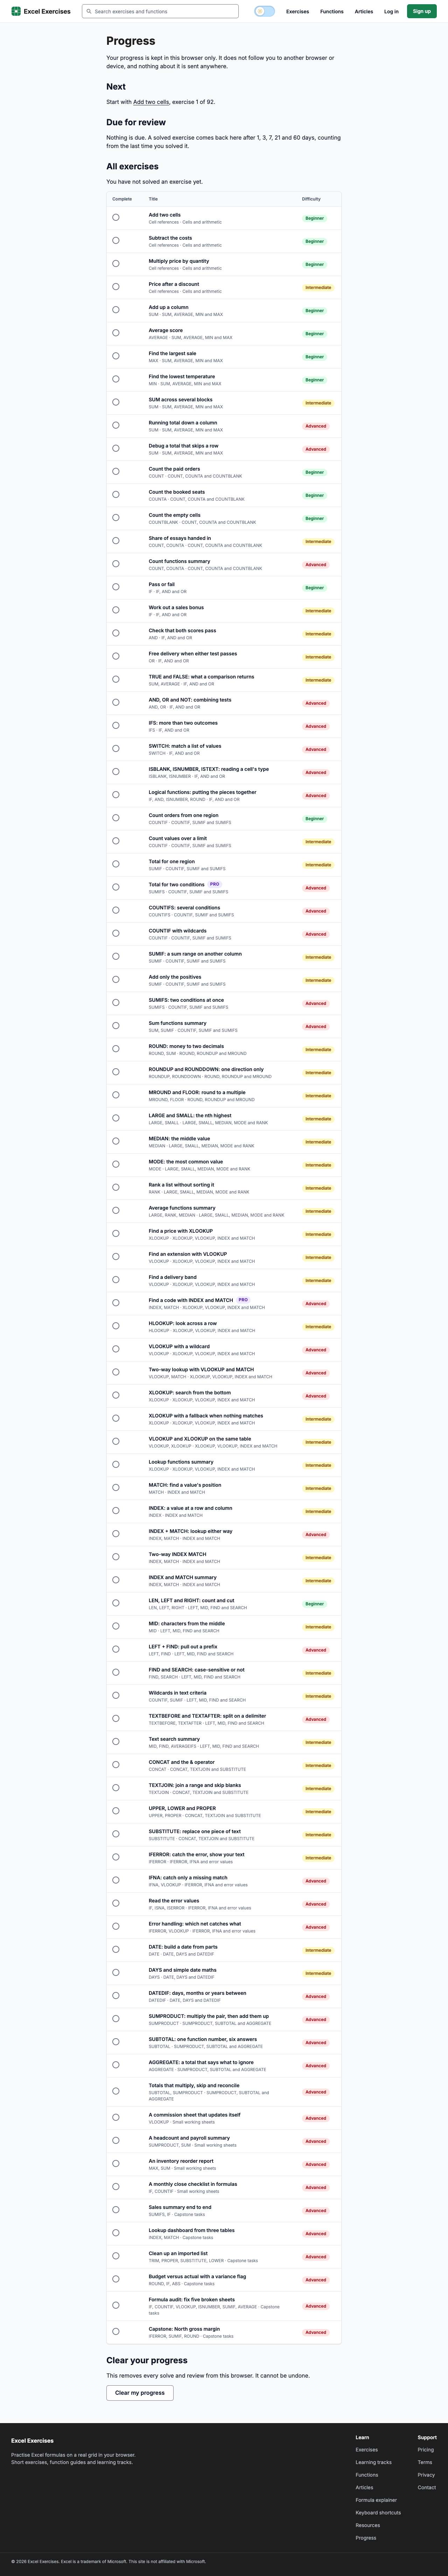 Excel Exercises
Search exercises and functions
Exercises
Functions
Articles
Log in
Sign up
Progress
Your progress is kept in this browser only. It does not follow you to another browser or
device, and nothing about it is sent anywhere.
Next
Start with Add two cells, exercise 1 of 92.
Due for review
Nothing is due. A solved exercise comes back here after 1, 3, 7, 21 and 60 days, counting
from the last time you solved it.
All exercises
You have not solved an exercise yet.
Complete Title Difficulty
Add two cells
Cell references · Cells and arithmetic
Beginner
Subtract the costs
Cell references · Cells and arithmetic
Beginner
Multiply price by quantity
Cell references · Cells and arithmetic
Beginner
Price after a discount
Cell references · Cells and arithmetic
Intermediate
Add up a column
SUM · SUM, AVERAGE, MIN and MAX
Beginner
Average score
AVERAGE · SUM, AVERAGE, MIN and MAX
Beginner
Find the largest sale
MAX · SUM, AVERAGE, MIN and MAX
Beginner
Find the lowest temperature
MIN · SUM, AVERAGE, MIN and MAX
Beginner
SUM across several blocks
SUM · SUM, AVERAGE, MIN and MAX
Intermediate
Running total down a column
SUM · SUM, AVERAGE, MIN and MAX
Advanced
Debug a total that skips a row
SUM · SUM, AVERAGE, MIN and MAX
Advanced
Count the paid orders
COUNT · COUNT, COUNTA and COUNTBLANK
Beginner
Count the booked seats
COUNTA · COUNT, COUNTA and COUNTBLANK
Beginner
Count the empty cells
COUNTBLANK · COUNT, COUNTA and COUNTBLANK
Beginner
Share of essays handed in
COUNT, COUNTA · COUNT, COUNTA and COUNTBLANK
Intermediate
Count functions summary
COUNT, COUNTA · COUNT, COUNTA and COUNTBLANK
Advanced
Pass or fail
IF · IF, AND and OR
Beginner
Work out a sales bonus
IF · IF, AND and OR
Intermediate
Check that both scores pass
AND · IF, AND and OR
Intermediate
Free delivery when either test passes
OR · IF, AND and OR
Intermediate
TRUE and FALSE: what a comparison returns
SUM, AVERAGE · IF, AND and OR
Intermediate
AND, OR and NOT: combining tests
AND, OR · IF, AND and OR
Advanced
IFS: more than two outcomes
IFS · IF, AND and OR
Advanced
SWITCH: match a list of values
SWITCH · IF, AND and OR
Advanced
ISBLANK, ISNUMBER, ISTEXT: reading a cell's type
ISBLANK, ISNUMBER · IF, AND and OR
Advanced
Logical functions: putting the pieces together
IF, AND, ISNUMBER, ROUND · IF, AND and OR
Advanced
Count orders from one region
COUNTIF · COUNTIF, SUMIF and SUMIFS
Beginner
Count values over a limit
COUNTIF · COUNTIF, SUMIF and SUMIFS
Intermediate
Total for one region
SUMIF · COUNTIF, SUMIF and SUMIFS
Intermediate
Total for two conditions PRO
SUMIFS · COUNTIF, SUMIF and SUMIFS
Advanced
COUNTIFS: several conditions
COUNTIFS · COUNTIF, SUMIF and SUMIFS
Advanced
COUNTIF with wildcards
COUNTIF · COUNTIF, SUMIF and SUMIFS
Advanced
SUMIF: a sum range on another column
SUMIF · COUNTIF, SUMIF and SUMIFS
Intermediate
Add only the positives
SUMIF · COUNTIF, SUMIF and SUMIFS
Intermediate
SUMIFS: two conditions at once
SUMIFS · COUNTIF, SUMIF and SUMIFS
Advanced
Sum functions summary
SUM, SUMIF · COUNTIF, SUMIF and SUMIFS
Advanced
ROUND: money to two decimals
ROUND, SUM · ROUND, ROUNDUP and MROUND
Intermediate
ROUNDUP and ROUNDDOWN: one direction only
ROUNDUP, ROUNDDOWN · ROUND, ROUNDUP and MROUND
Intermediate
MROUND and FLOOR: round to a multiple
MROUND, FLOOR · ROUND, ROUNDUP and MROUND
Intermediate
LARGE and SMALL: the nth highest
LARGE, SMALL · LARGE, SMALL, MEDIAN, MODE and RANK
Intermediate
MEDIAN: the middle value
MEDIAN · LARGE, SMALL, MEDIAN, MODE and RANK
Intermediate
MODE: the most common value
MODE · LARGE, SMALL, MEDIAN, MODE and RANK
Intermediate
Rank a list without sorting it
RANK · LARGE, SMALL, MEDIAN, MODE and RANK
Intermediate
Average functions summary
LARGE, RANK, MEDIAN · LARGE, SMALL, MEDIAN, MODE and RANK
Intermediate
Find a price with XLOOKUP
XLOOKUP · XLOOKUP, VLOOKUP, INDEX and MATCH
Intermediate
Find an extension with VLOOKUP
VLOOKUP · XLOOKUP, VLOOKUP, INDEX and MATCH
Intermediate
Find a delivery band
VLOOKUP · XLOOKUP, VLOOKUP, INDEX and MATCH
Intermediate
Find a code with INDEX and MATCH PRO
INDEX, MATCH · XLOOKUP, VLOOKUP, INDEX and MATCH
Advanced
HLOOKUP: look across a row
HLOOKUP · XLOOKUP, VLOOKUP, INDEX and MATCH
Intermediate
VLOOKUP with a wildcard
VLOOKUP · XLOOKUP, VLOOKUP, INDEX and MATCH
Advanced
Two-way lookup with VLOOKUP and MATCH
VLOOKUP, MATCH · XLOOKUP, VLOOKUP, INDEX and MATCH
Advanced
XLOOKUP: search from the bottom
XLOOKUP · XLOOKUP, VLOOKUP, INDEX and MATCH
Advanced
XLOOKUP with a fallback when nothing matches
XLOOKUP · XLOOKUP, VLOOKUP, INDEX and MATCH
Intermediate
VLOOKUP and XLOOKUP on the same table
VLOOKUP, XLOOKUP · XLOOKUP, VLOOKUP, INDEX and MATCH
Intermediate
Lookup functions summary
XLOOKUP · XLOOKUP, VLOOKUP, INDEX and MATCH
Intermediate
MATCH: find a value's position
MATCH · INDEX and MATCH
Intermediate
INDEX: a value at a row and column
INDEX · INDEX and MATCH
Intermediate
INDEX + MATCH: lookup either way
INDEX, MATCH · INDEX and MATCH
Advanced
Two-way INDEX MATCH
INDEX, MATCH · INDEX and MATCH
Intermediate
INDEX and MATCH summary
INDEX, MATCH · INDEX and MATCH
Intermediate
LEN, LEFT and RIGHT: count and cut
LEN, LEFT, RIGHT · LEFT, MID, FIND and SEARCH
Beginner
MID: characters from the middle
MID · LEFT, MID, FIND and SEARCH
Intermediate
LEFT + FIND: pull out a prefix
LEFT, FIND · LEFT, MID, FIND and SEARCH
Advanced
FIND and SEARCH: case-sensitive or not
FIND, SEARCH · LEFT, MID, FIND and SEARCH
Intermediate
Wildcards in text criteria
COUNTIF, SUMIF · LEFT, MID, FIND and SEARCH
Intermediate
TEXTBEFORE and TEXTAFTER: split on a delimiter
TEXTBEFORE, TEXTAFTER · LEFT, MID, FIND and SEARCH
Advanced
Text search summary
MID, FIND, AVERAGEIFS · LEFT, MID, FIND and SEARCH
Intermediate
CONCAT and the & operator
CONCAT · CONCAT, TEXTJOIN and SUBSTITUTE
Intermediate
TEXTJOIN: join a range and skip blanks
TEXTJOIN · CONCAT, TEXTJOIN and SUBSTITUTE
Intermediate
UPPER, LOWER and PROPER
UPPER, PROPER · CONCAT, TEXTJOIN and SUBSTITUTE
Intermediate
SUBSTITUTE: replace one piece of text
SUBSTITUTE · CONCAT, TEXTJOIN and SUBSTITUTE
Intermediate
IFERROR: catch the error, show your text
IFERROR · IFERROR, IFNA and error values
Intermediate
IFNA: catch only a missing match
IFNA, VLOOKUP · IFERROR, IFNA and error values
Advanced
Read the error values
IF, ISNA, ISERROR · IFERROR, IFNA and error values
Advanced
Error handling: which net catches what
IFERROR, VLOOKUP · IFERROR, IFNA and error values
Advanced
DATE: build a date from parts
DATE · DATE, DAYS and DATEDIF
Intermediate
DAYS and simple date maths
DAYS · DATE, DAYS and DATEDIF
Intermediate
DATEDIF: days, months or years between
DATEDIF · DATE, DAYS and DATEDIF
Advanced
SUMPRODUCT: multiply the pair, then add them up
SUMPRODUCT · SUMPRODUCT, SUBTOTAL and AGGREGATE
Advanced
SUBTOTAL: one function number, six answers
SUBTOTAL · SUMPRODUCT, SUBTOTAL and AGGREGATE
Advanced
AGGREGATE: a total that says what to ignore
AGGREGATE · SUMPRODUCT, SUBTOTAL and AGGREGATE
Advanced
Totals that multiply, skip and reconcile
SUBTOTAL, SUMPRODUCT · SUMPRODUCT, SUBTOTAL and
AGGREGATE
Advanced
A commission sheet that updates itself
VLOOKUP · Small working sheets
Advanced
A headcount and payroll summary
SUMPRODUCT, SUM · Small working sheets
Advanced
An inventory reorder report
MAX, SUM · Small working sheets
Advanced
A monthly close checklist in formulas
IF, COUNTIF · Small working sheets
Advanced
Sales summary end to end
SUMIFS, IF · Capstone tasks
Advanced
Lookup dashboard from three tables
INDEX, MATCH · Capstone tasks
Advanced
Clean up an imported list
TRIM, PROPER, SUBSTITUTE, LOWER · Capstone tasks
Advanced
Budget versus actual with a variance flag
ROUND, IF, ABS · Capstone tasks
Advanced
Formula audit: fix five broken sheets
IF, COUNTIF, VLOOKUP, ISNUMBER, SUMIF, AVERAGE · Capstone
tasks
Advanced
Capstone: North gross margin
IFERROR, SUMIF, ROUND · Capstone tasks
Advanced
Clear your progress
This removes every solve and review from this browser. It cannot be undone.
Clear my progress
Excel Exercises
Practise Excel formulas on a real grid in your browser.
Short exercises, function guides and learning tracks.
Learn
Exercises
Learning tracks
Functions
Articles
Formula explainer
Keyboard shortcuts
Resources
Progress
Support
Pricing
Terms
Privacy
Contact
© 2026 Excel Exercises. Excel is a trademark of Microsoft. This site is not affiliated with Microsoft.